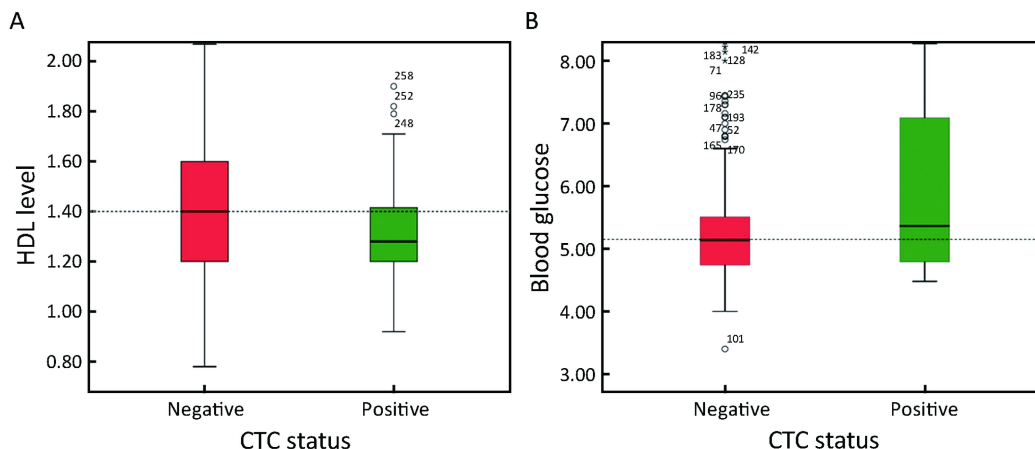 A
HDL level
2.00
1.80
1.60
1.40
1.20
1.00
0.80
258
252
248
Negative
Positive
CTC status
B
Blood glucose
8.00
7.00
6.00
5.00
4.00
3.00
183
142
128
71
96
235
178
193
47
52
165
170
101
Negative
Positive
CTC status